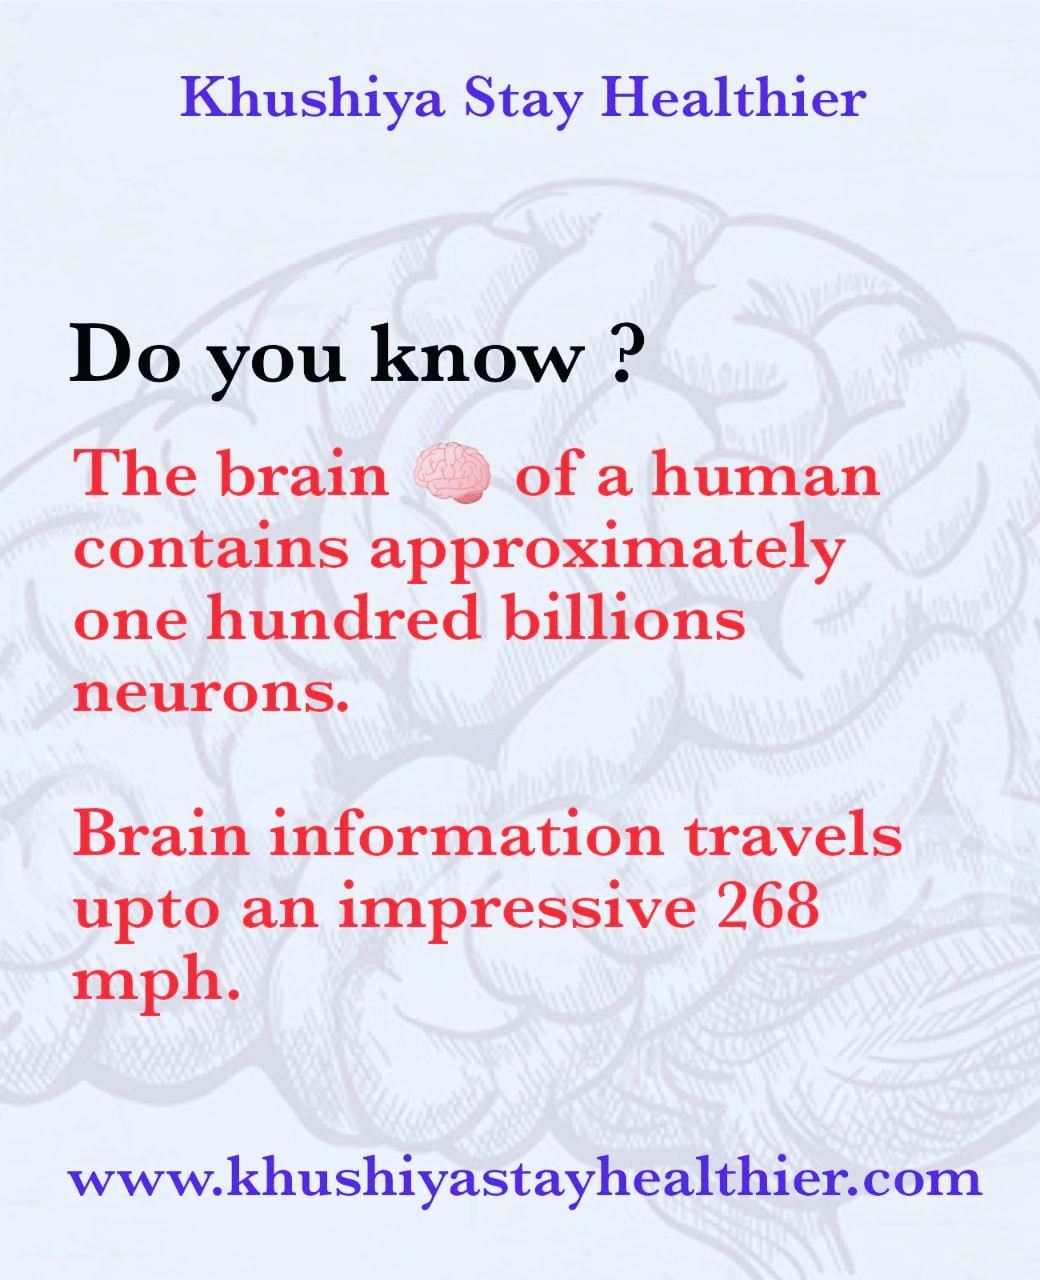 Khushiya Stay Healthier
Do you know ?
The brain 🧠 of a human
contains approximately
one hundred billions
neurons.
Brain information travels
upto an impressive 268
mph.
www.khushiyastayhealthier.com